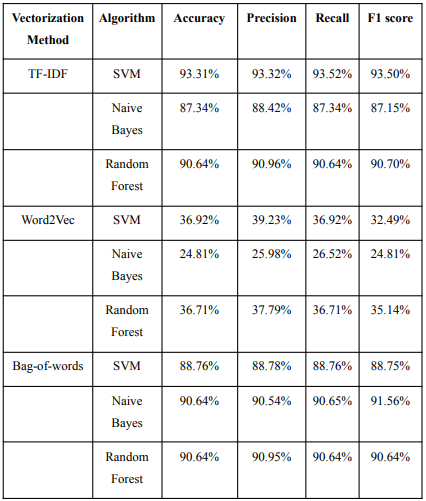 Vectorization Method Algorithm Accuracy Precision Recall F1 score
TF-IDF SVM 93.31% 93.32% 93.52% 93.50%
Naive Bayes 87.34% 88.42% 87.34% 87.15%
Random Forest 90.64% 90.96% 90.64% 90.70%
Word2Vec SVM 36.92% 39.23% 36.92% 32.49%
Naive Bayes 24.81% 25.98% 26.52% 24.81%
Random Forest 36.71% 37.79% 36.71% 35.14%
Bag-of-words SVM 88.76% 88.78% 88.76% 88.75%
Naive Bayes 90.64% 90.54% 90.65% 91.56%
Random Forest 90.64% 90.95% 90.64% 90.64%